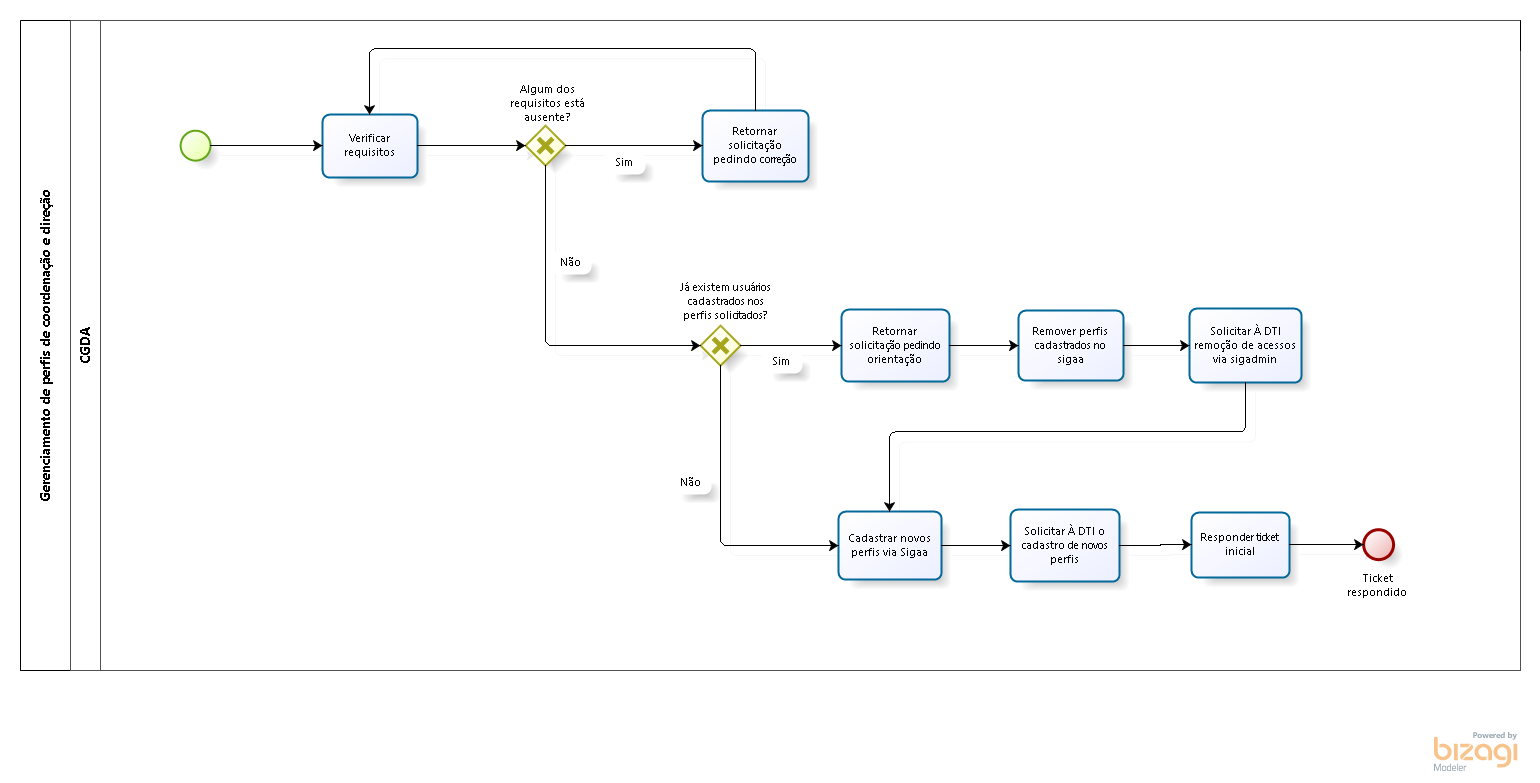 Gerenciamento de perfis de coordenação e direção
CGDA
Verificar
requisitos
Algum dos
requisitos está
ausente?
Sim
Retornar
solicitação
pedindo correção
Não
Já existem usuários
cadastrados nos
perfis solicitados?
Sim
Retornar
solicitação pedindo
orientação
Remover perfis
cadastrados no
sigaa
Solicitar À DTI
remoção de acessos
via sigadmin
Não
Cadastrar novos
perfis via Sigaa
Solicitar À DTI o
cadastro de novos
perfis
Responder ticket
inicial
Ticket
respondido
Powered by
bizagi
Modeler